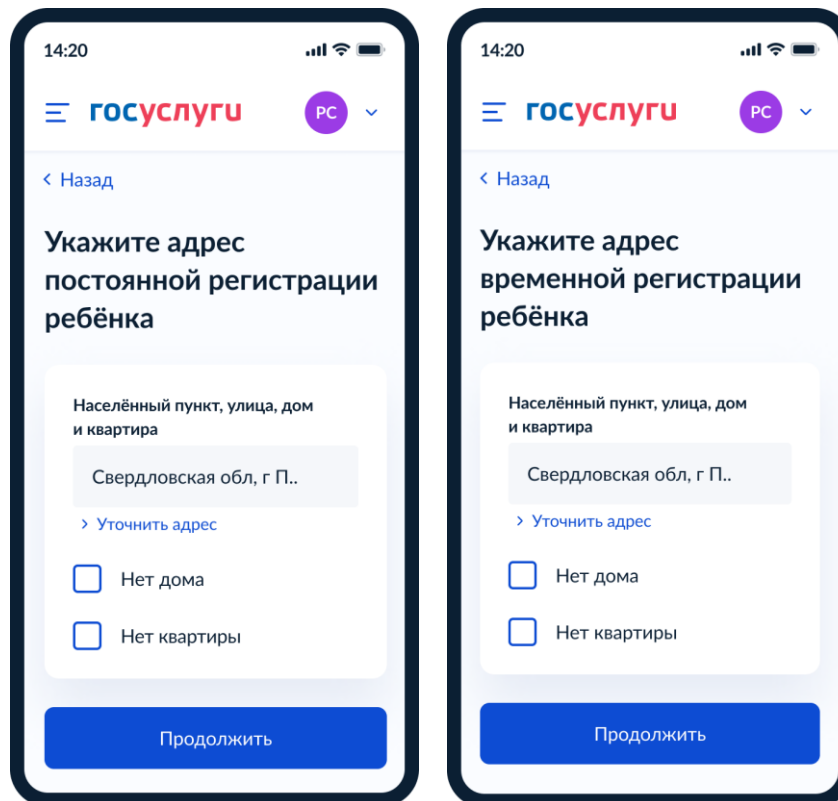 14:20
госуслуги
РС
Назад
Укажите адрес
постоянной регистрации
ребёнка
Населённый пункт, улица, дом
и квартира
Свердловская обл, г П..
Уточнить адрес
Нет дома
Нет квартиры
Продолжить
14:20
госуслуги
РС
Назад
Укажите адрес
временной регистрации
ребёнка
Населённый пункт, улица, дом
и квартира
Свердловская обл, г П..
Уточнить адрес
Нет дома
Нет квартиры
Продолжить